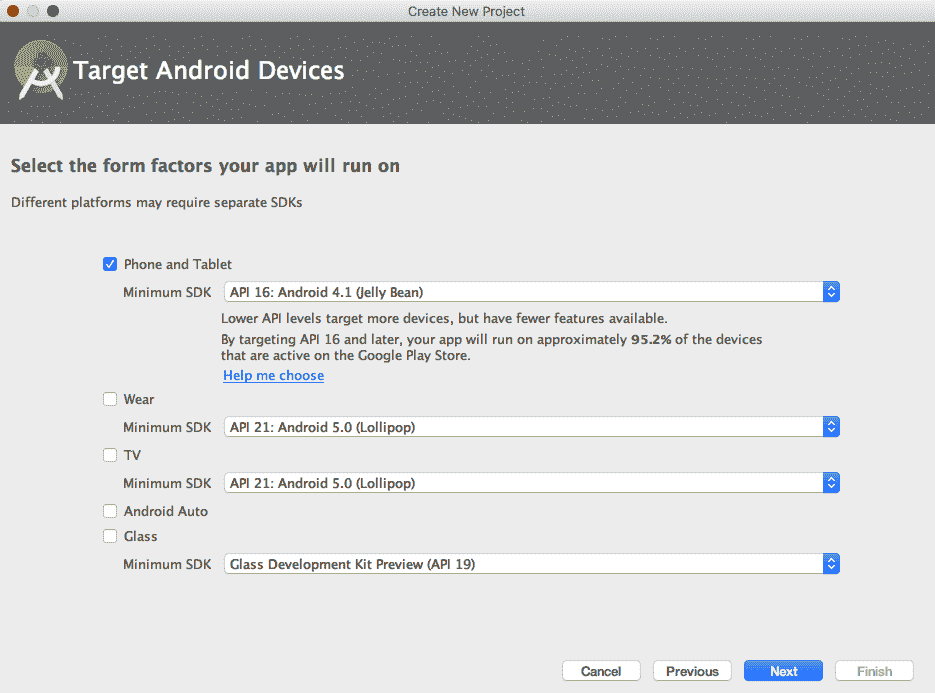 Create New Project
Target Android Devices
Select the form factors your app will run on
Different platforms may require separate SDKs
Phone and Tablet
Minimum SDK API 16: Android 4.1 (Jelly Bean)
Lower API levels target more devices, but have fewer features available.
By targeting API 16 and later, your app will run on approximately 95.2% of the devices
that are active on the Google Play Store.
Help me choose
Wear
Minimum SDK API 21: Android 5.0 (Lollipop)
TV
Minimum SDK API 21: Android 5.0 (Lollipop)
Android Auto
Glass
Minimum SDK Glass Development Kit Preview (API 19)
Cancel Previous Next Finish